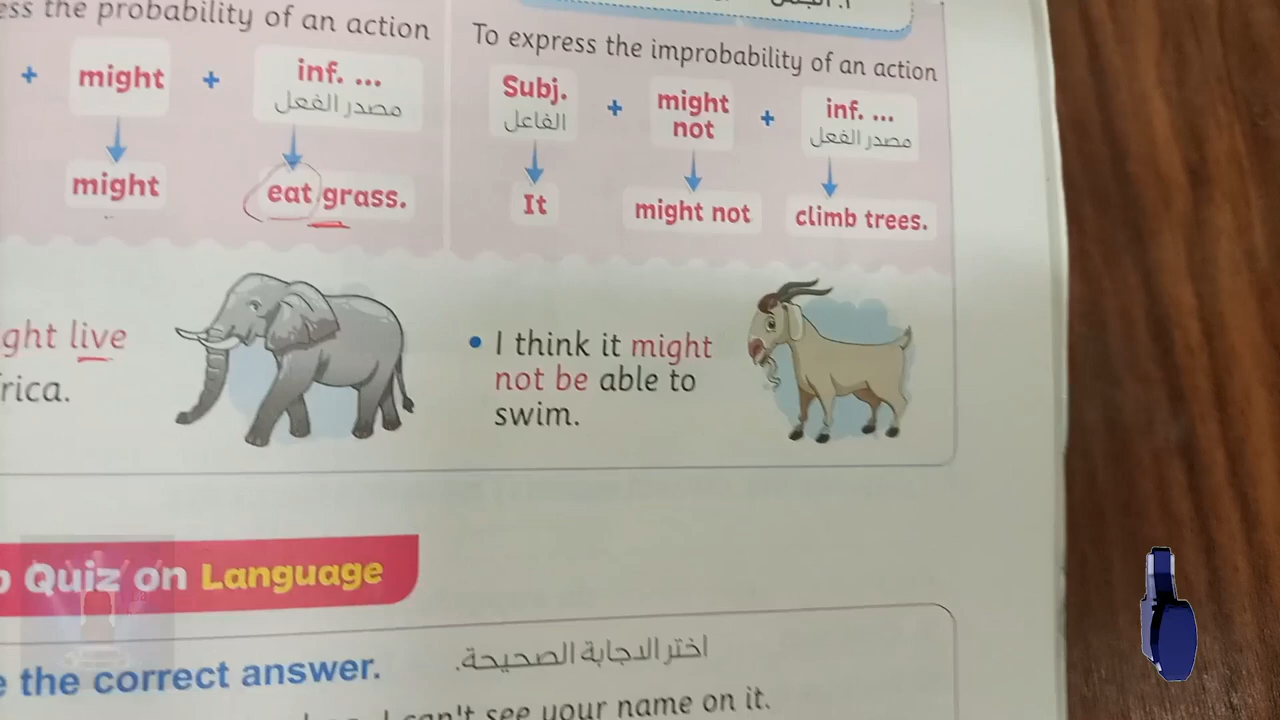 ess the probability of an action
+ might + inf. ...
مصدر الفعل
might eat grass.
ght live
rica.
To express the improbability of an action
Subj. + might not + inf. ...
الفاعل مصدر الفعل
It might not climb trees.
• I think it might
not be able to
swim.
Quiz on Language
the correct answer.
اختر الاجابة الصحيحة.
I can't see your name on it.